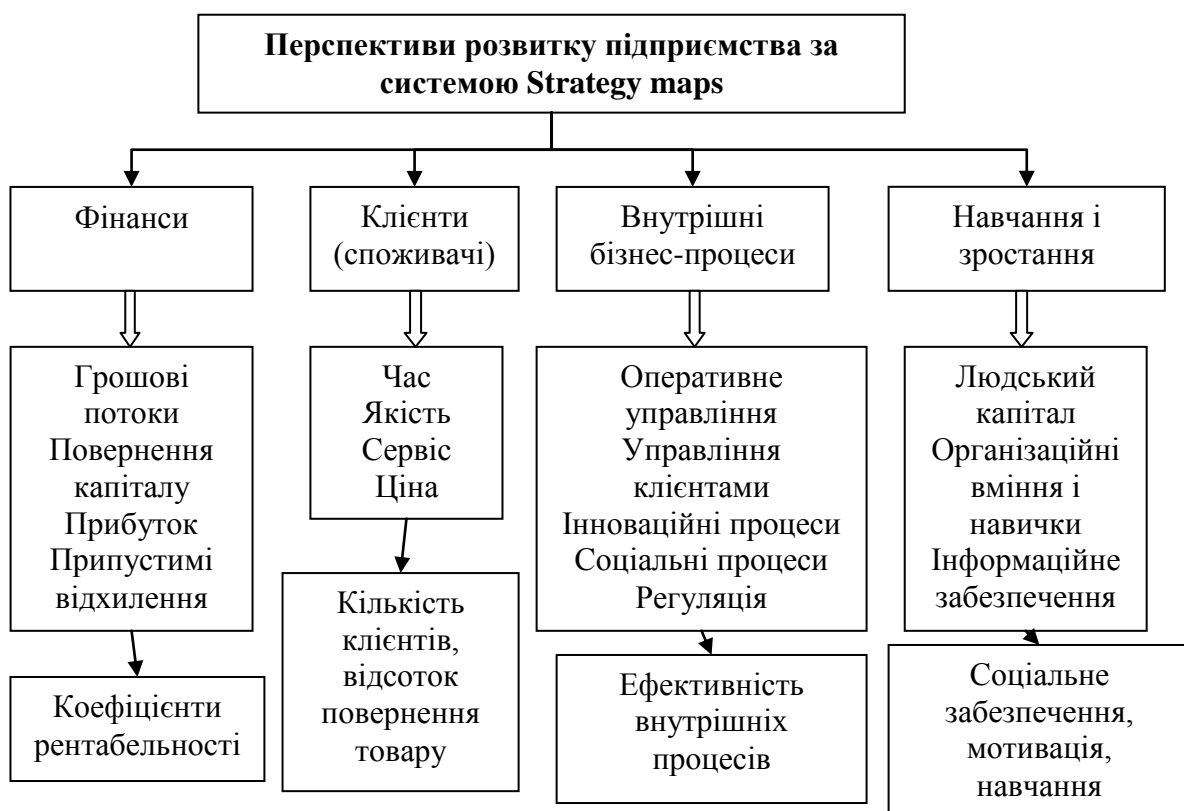 Перспективи розвитку підприємства за
системою Strategy maps
Фінанси
Клієнти
(споживачі)
Внутрішні
бізнес-процеси
Навчання і
зростання
Грошові
потоки
Повернення
капіталу
Прибуток
Припустимі
відхилення
Час
Якість
Сервіс
Ціна
Оперативне
управління
Управління
клієнтами
Інноваційні процеси
Соціальні процеси
Регуляція
Людський
капітал
Організаційні
вміння і
навички
Інформаційне
забезпечення
Коефіцієнти
рентабельності
Кількість
клієнтів,
відсоток
повернення
товару
Ефективність
внутрішніх
процесів
Соціальне
забезпечення,
мотивація,
навчання